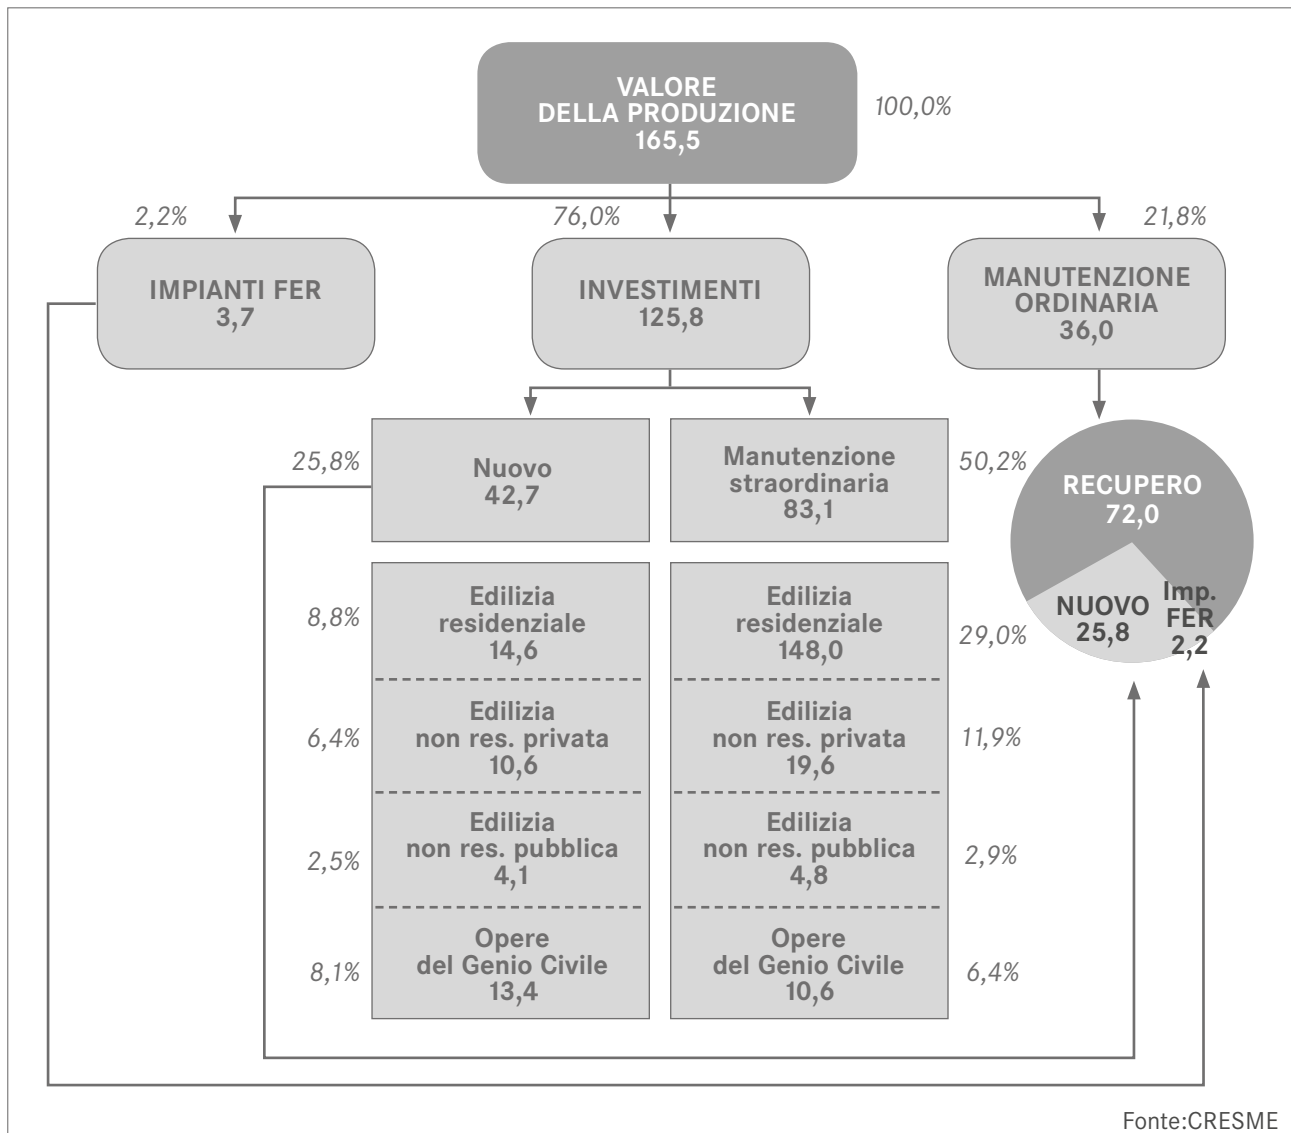 VALORE
DELLA PRODUZIONE
165,5
100,0%
2,2%
76,0%
21,8%
IMPIANTI FER
3,7
INVESTIMENTI
125,8
MANUTENZIONE
ORDINARIA
36,0
25,8%
Nuovo
42,7
Manutenzione
straordinaria
83,1
50,2%
RECUPERO
72,0
NUOVO
25,8
Imp.
FER
2,2
8,8%
Edilizia
residenziale
14,6
Edilizia
residenziale
148,0
29,0%
6,4%
Edilizia
non res. privata
10,6
Edilizia
non res. privata
19,6
11,9%
2,5%
Edilizia
non res. pubblica
4,1
Edilizia
non res. pubblica
4,8
2,9%
8,1%
Opere
del Genio Civile
13,4
Opere
del Genio Civile
10,6
6,4%
Fonte:CRESME